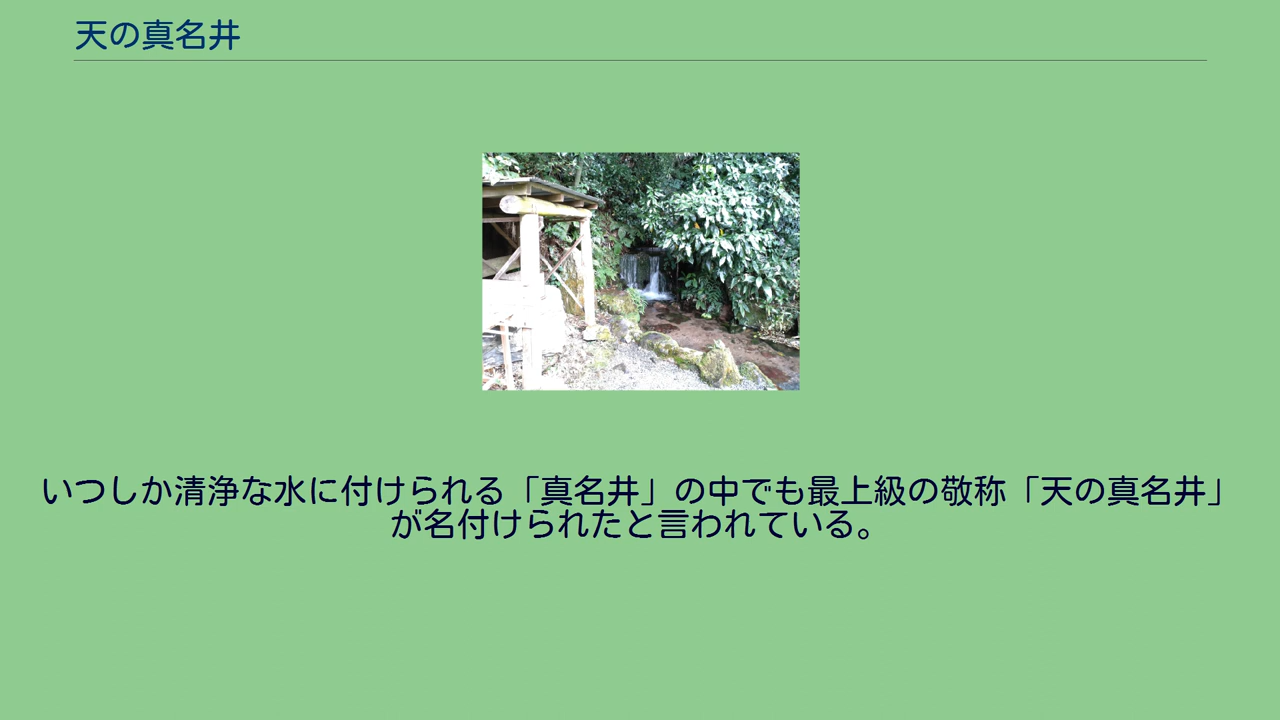 天の真名井
いつしか清浄な水に付けられる「真名井」の中でも最上級の敬称「天の真名井」
が名付けられたと言われている。